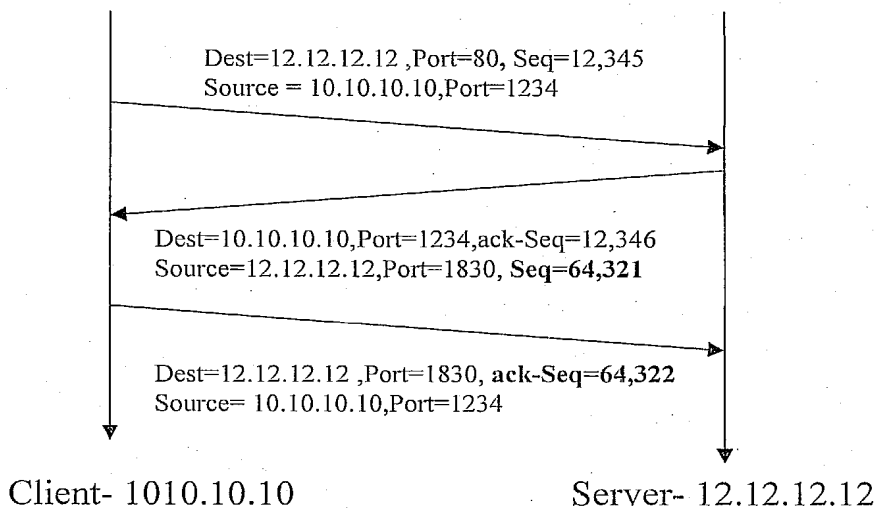 Dest=12.12.12.12 ,Port=80, Seq=12,345
Source = 10.10.10.10,Port=1234
Dest=10.10.10.10,Port=1234,ack-Seq=12,346
Source=12.12.12.12,Port=1830, Seq=64,321
Dest=12.12.12.12 ,Port=1830, ack-Seq=64,322
Source= 10.10.10.10,Port=1234
Client- 1010.10.10
Server- 12.12.12.12